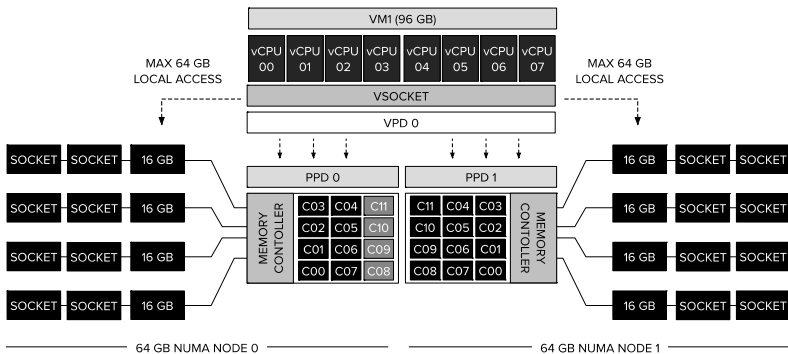 VM1 (96 GB)
vCPU 00 vCPU 01 vCPU 02 vCPU 03 vCPU 04 vCPU 05 vCPU 06 vCPU 07
MAX 64 GB
LOCAL ACCESS
MAX 64 GB
LOCAL ACCESS
VSOCKET
VPD 0
PPD 0
PPD 1
SOCKET SOCKET 16 GB
SOCKET SOCKET 16 GB
SOCKET SOCKET 16 GB
SOCKET SOCKET 16 GB
MEMORY
CONTOLLER
C03 C04 C11
C02 C05 C10
C01 C06 C09
C00 C07 C08
C11 C04 C03
C10 C05 C02
C09 C06 C01
C08 C07 C00
MEMORY
CONTOLLER
16 GB SOCKET SOCKET
16 GB SOCKET SOCKET
16 GB SOCKET SOCKET
16 GB SOCKET SOCKET
64 GB NUMA NODE 0
64 GB NUMA NODE 1